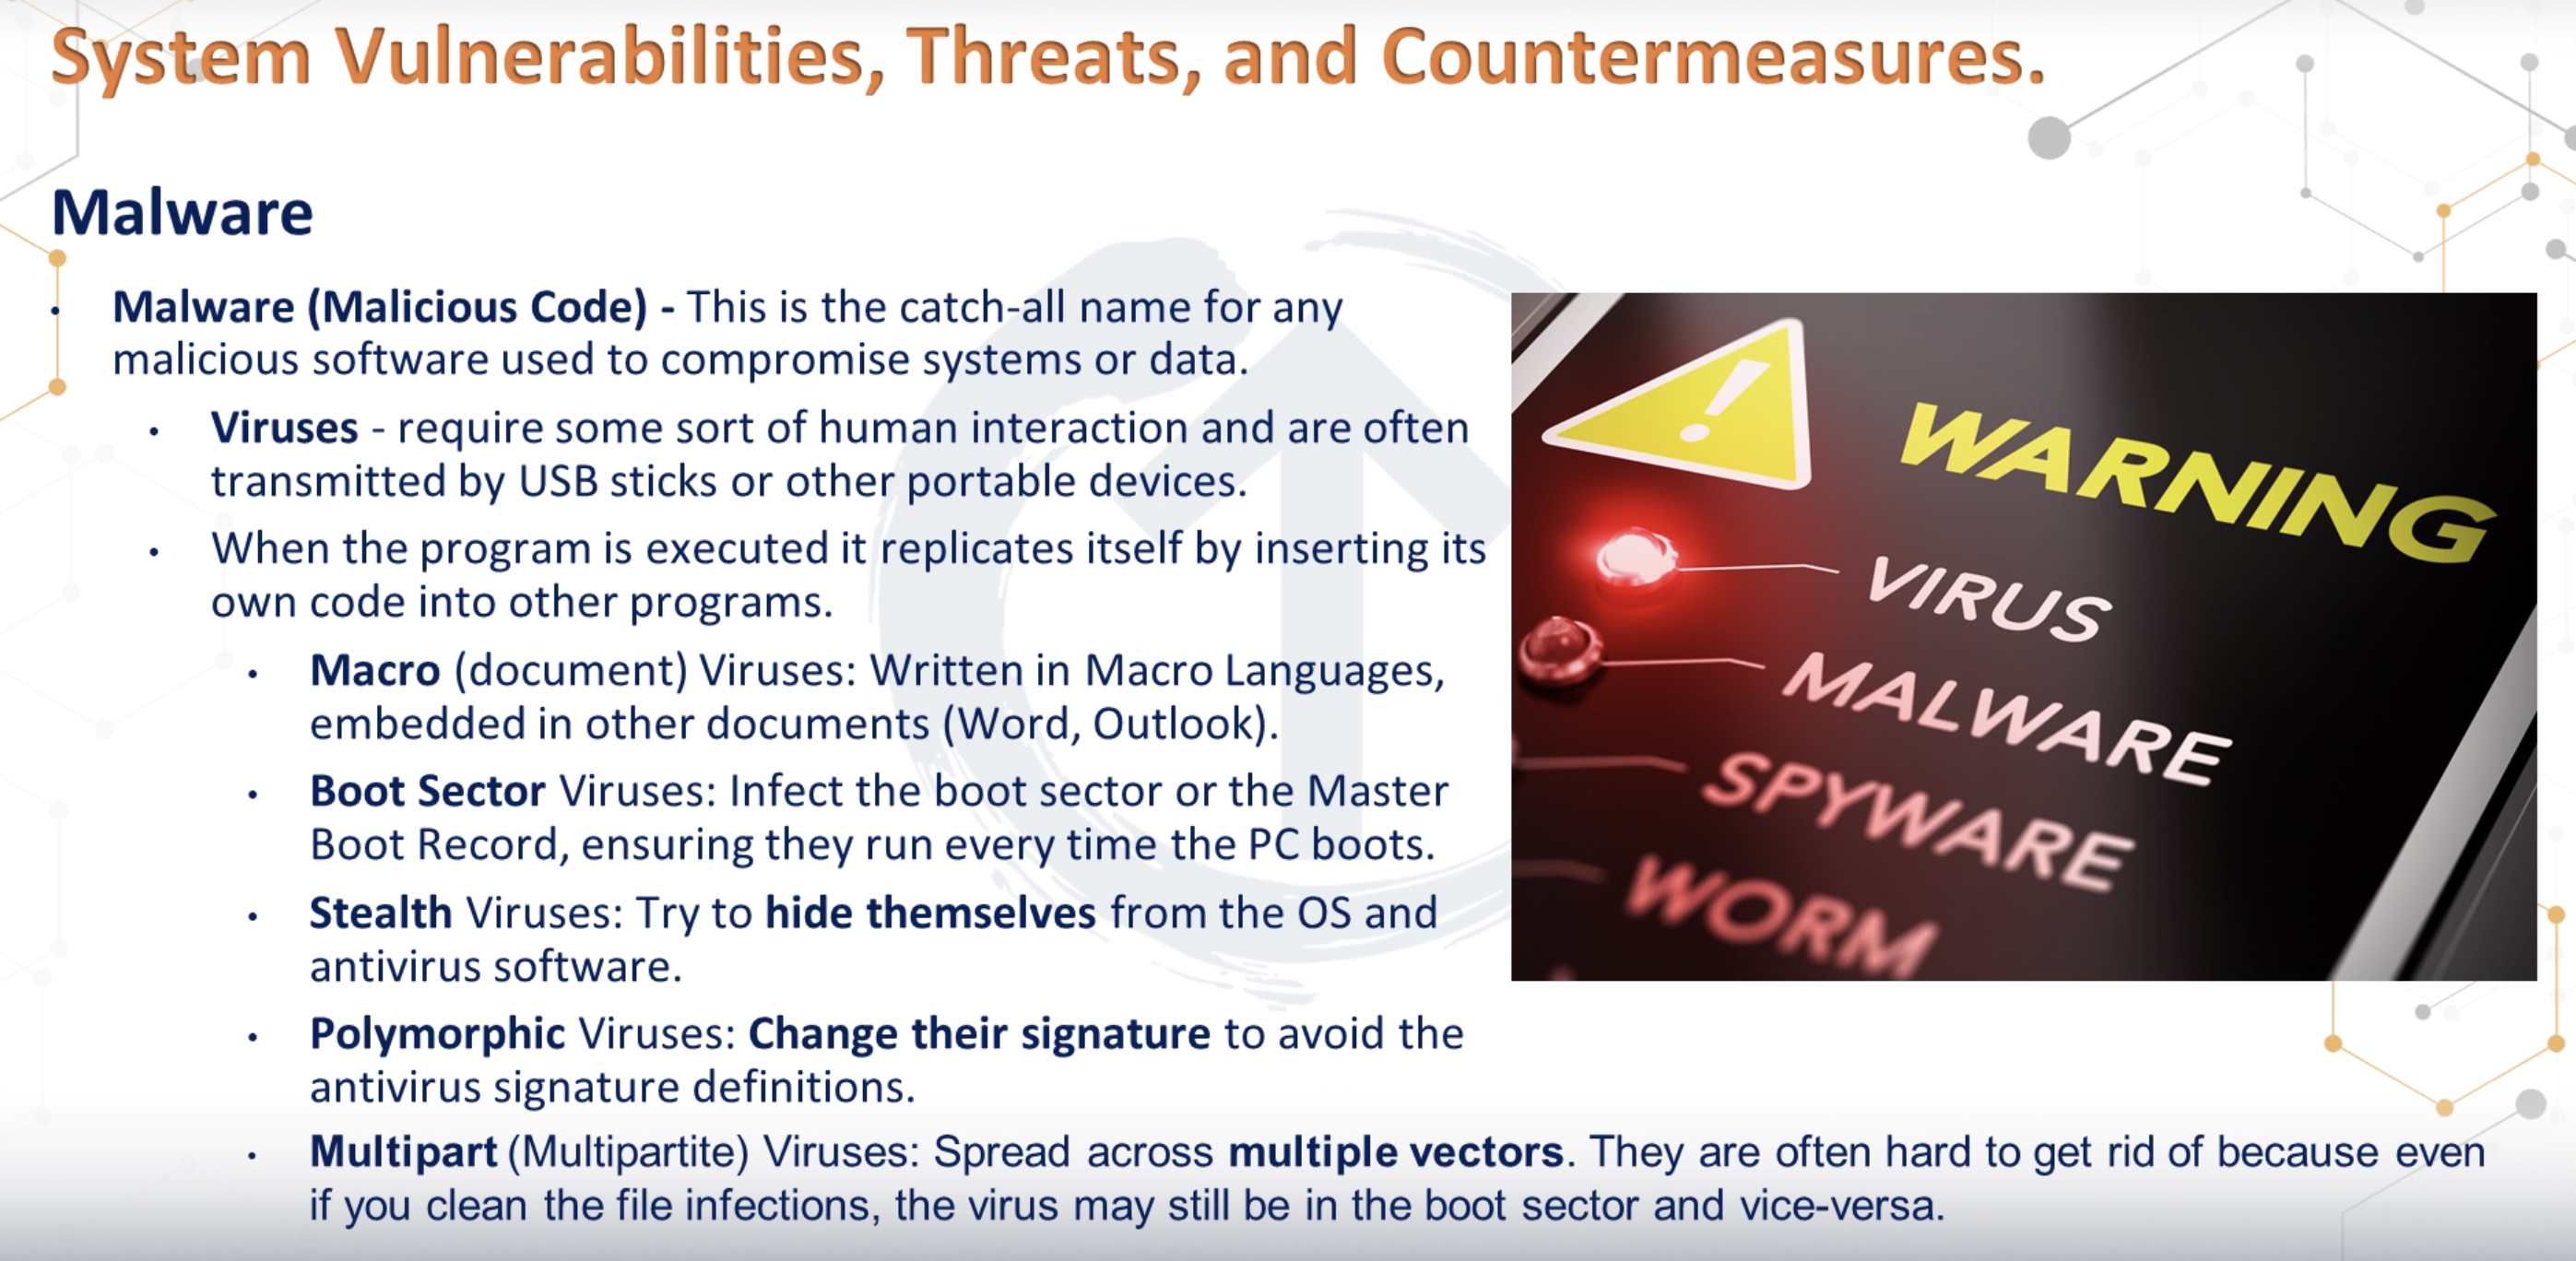 System Vulnerabilities, Threats, and Countermeasures.
Malware
• Malware (Malicious Code) - This is the catch-all name for any
malicious software used to compromise systems or data.
• Viruses - require some sort of human interaction and are often
transmitted by USB sticks or other portable devices.
• When the program is executed it replicates itself by inserting its
own code into other programs.
• Macro (document) Viruses: Written in Macro Languages,
embedded in other documents (Word, Outlook).
• Boot Sector Viruses: Infect the boot sector or the Master
Boot Record, ensuring they run every time the PC boots.
• Stealth Viruses: Try to hide themselves from the OS and
antivirus software.
• Polymorphic Viruses: Change their signature to avoid the
antivirus signature definitions.
• Multipart (Multipartite) Viruses: Spread across multiple vectors. They are often hard to get rid of because even
if you clean the file infections, the virus may still be in the boot sector and vice-versa.
WARNING
VIRUS
MALWARE
SPYWARE
WORM